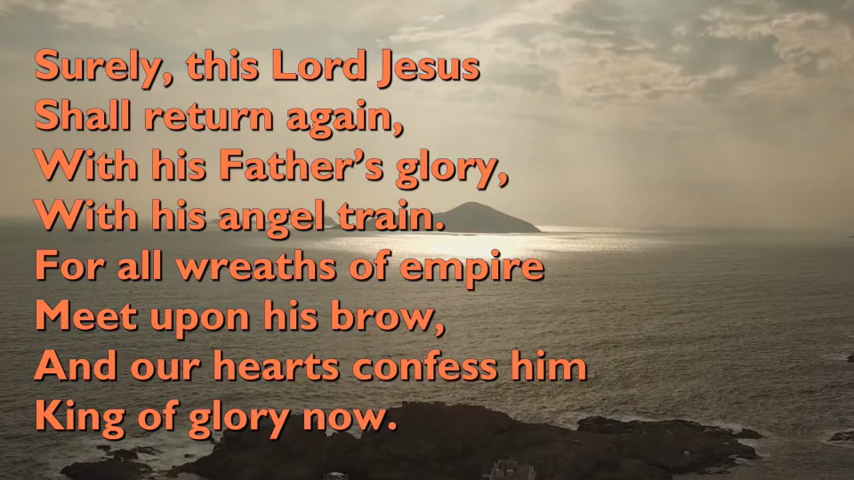 Surely, this Lord Jesus
Shall return again,
With his Father’s glory,
With his angel train.
For all wreaths of empire
Meet upon his brow,
And our hearts confess him
King of glory now.